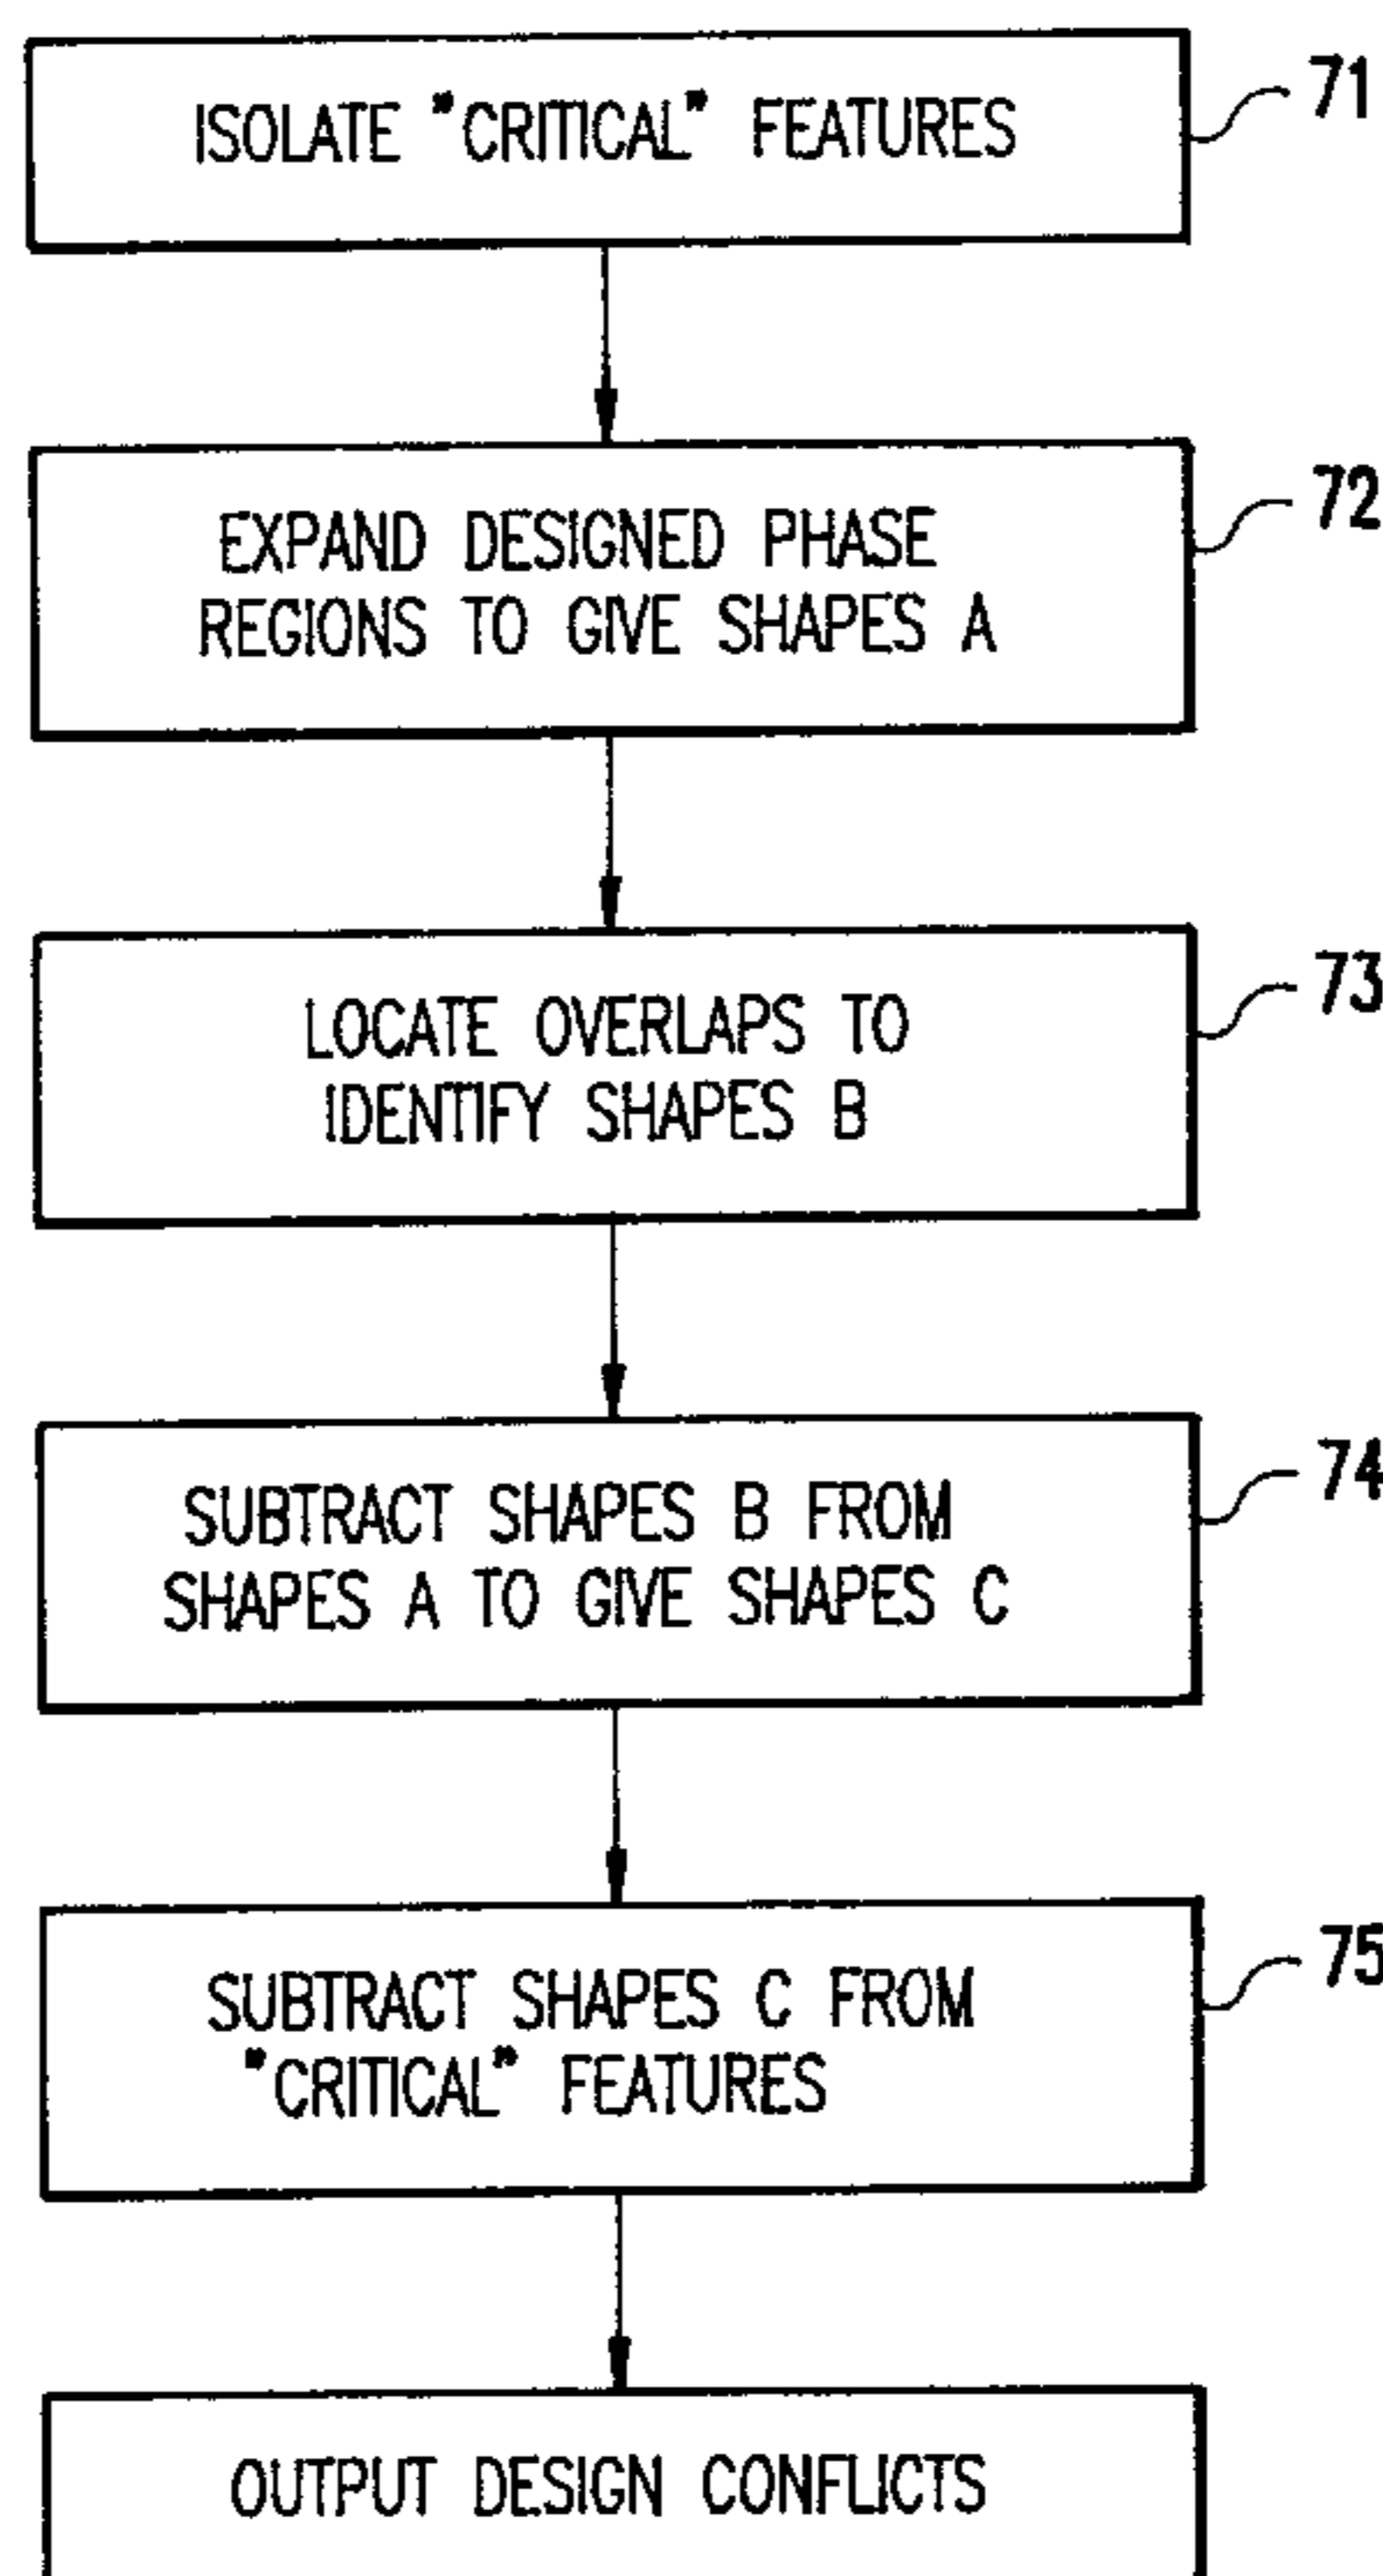 ISOLATE "CRITICAL" FEATURES
71
EXPAND DESIGNED PHASE
REGIONS TO GIVE SHAPES A
72
LOCATE OVERLAPS TO
IDENTIFY SHAPES B
73
SUBTRACT SHAPES B FROM
SHAPES A TO GIVE SHAPES C
74
SUBTRACT SHAPES C FROM
"CRITICAL" FEATURES
75
OUTPUT DESIGN CONFLICTS